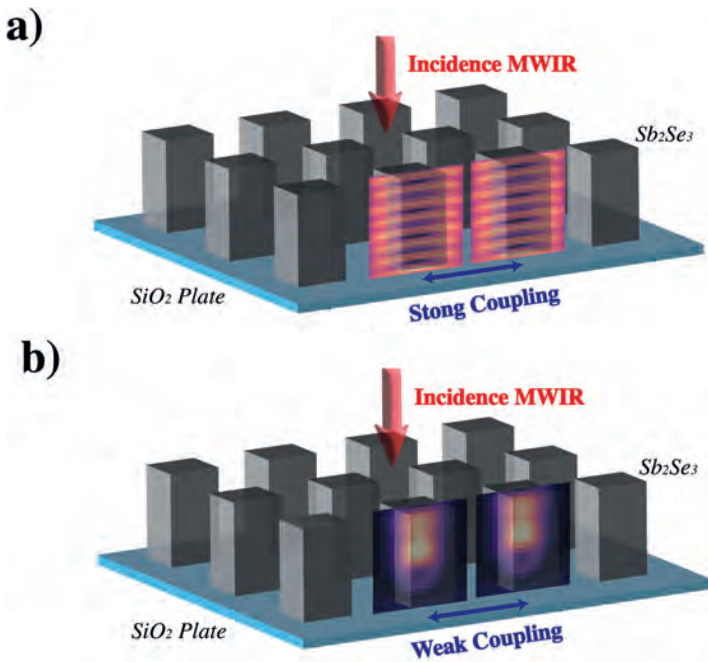 a)
Incidence MWIR
Sb₂Se₃
SiO₂ Plate
Stong Coupling
b)
Incidence MWIR
Sb₂Se₃
SiO₂ Plate
Weak Coupling